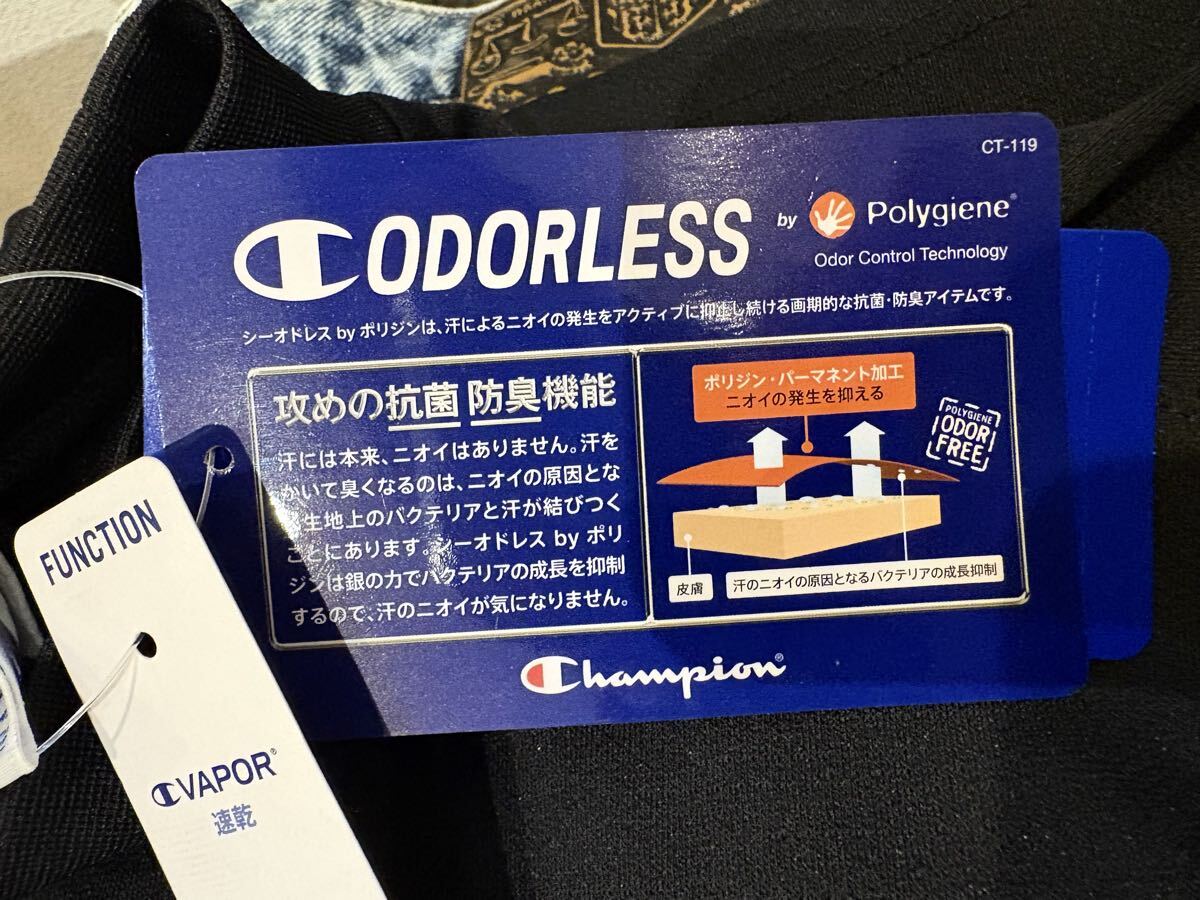 CT-119
ODORLESS by Polygiene®
Odor Control Technology
シーオドレス by ポリジンは、汗によるニオイの発生をアクティブに抑止し続ける画期的な抗菌・防臭アイテムです。
攻めの抗菌 防臭機能
汗には本来、ニオイはありません。汗を
かいて臭くなるのは、ニオイの原因とな
生地上のバクテリアと汗が結びつく
ことにあります。シーオドレス by ポリ
ジンは銀の力でバクテリアの成長を抑制
するので、汗のニオイが気になりません。
ポリジン・パーマネント加工
ニオイの発生を抑える
POLYGIENE
ODOR
FREE
皮膚
汗のニオイの原因となるバクテリアの成長抑制
Champion®
FUNCTION
VAPOR®
速乾